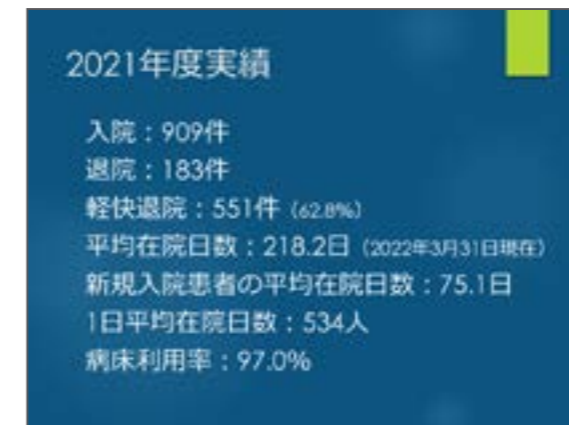 2021年度実績
入院：909件
退院：183件
軽快退院：551件（62.8%）
平均在院日数：218.2日（2022年3月31日現在）
新規入院患者の平均在院日数：75.1日
1日平均在院日数：534人
病床利用率：97.0%